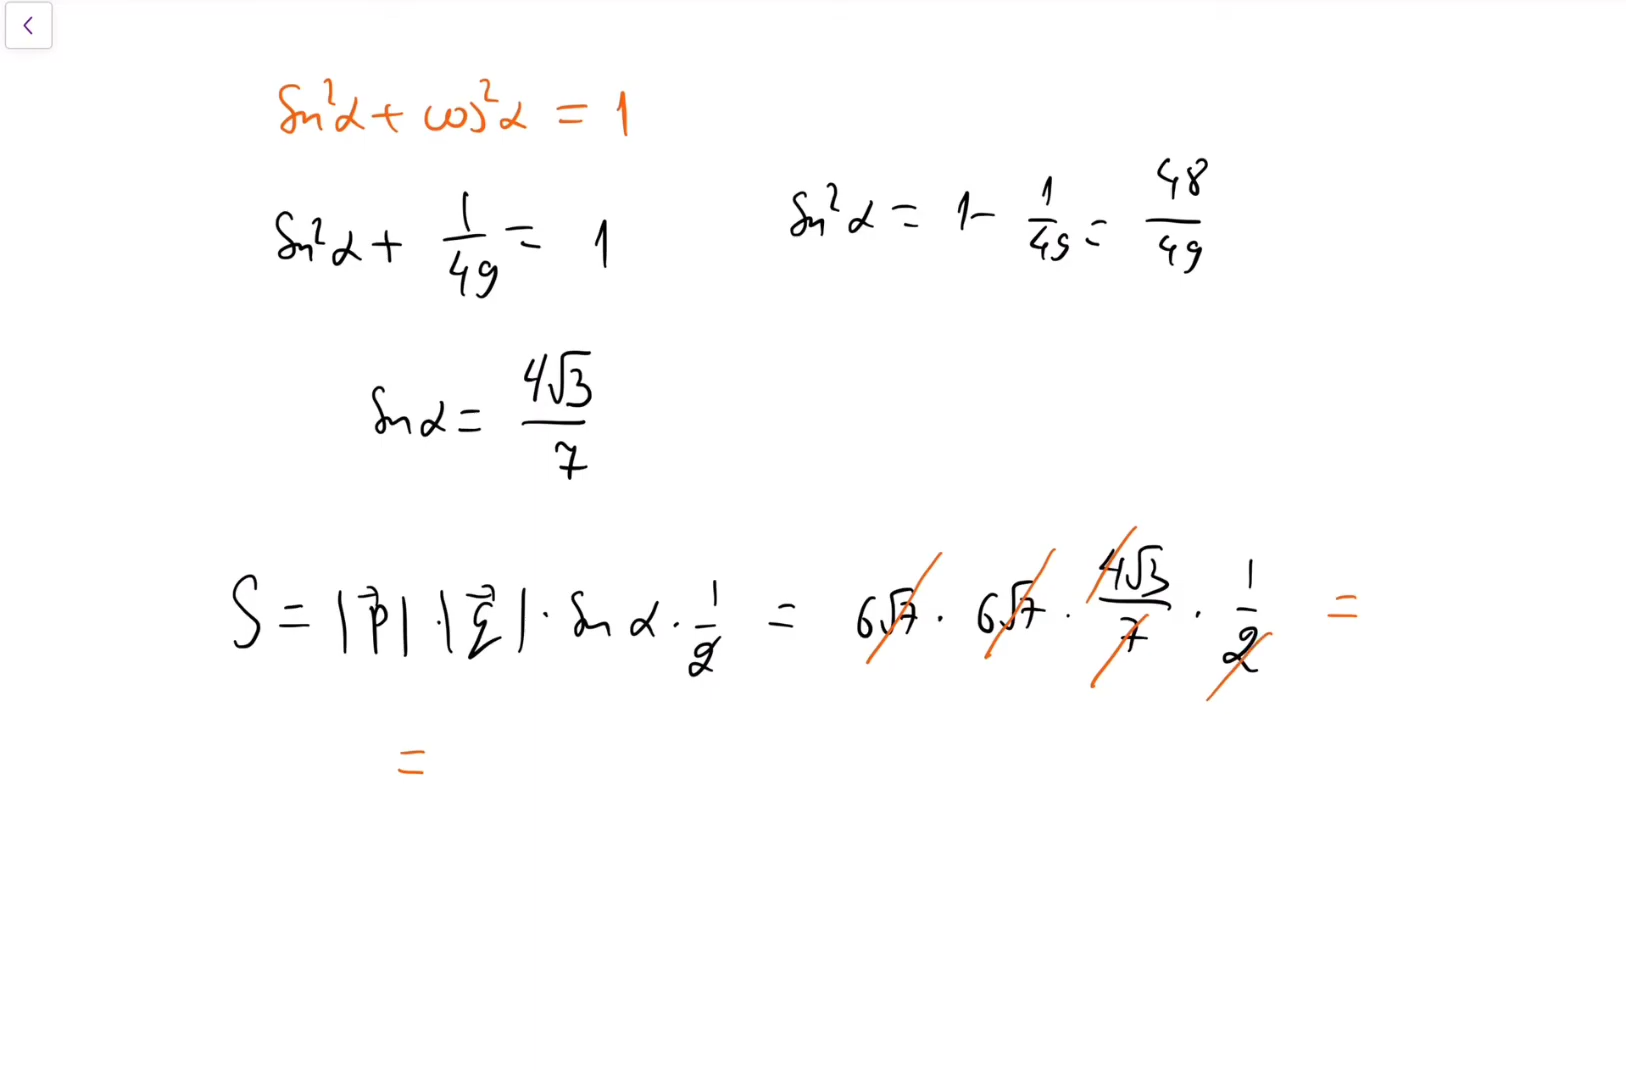 sin²α + cos²α = 1
sin²α + 1/49 = 1
sin²α = 1 - 1/49 = 48/49
sin α = 4√3/7
S = |p⃗| · |q⃗| · sin α · 1/2 = 6√7 · 6√7 · 4√3/7 · 1/2 =
=